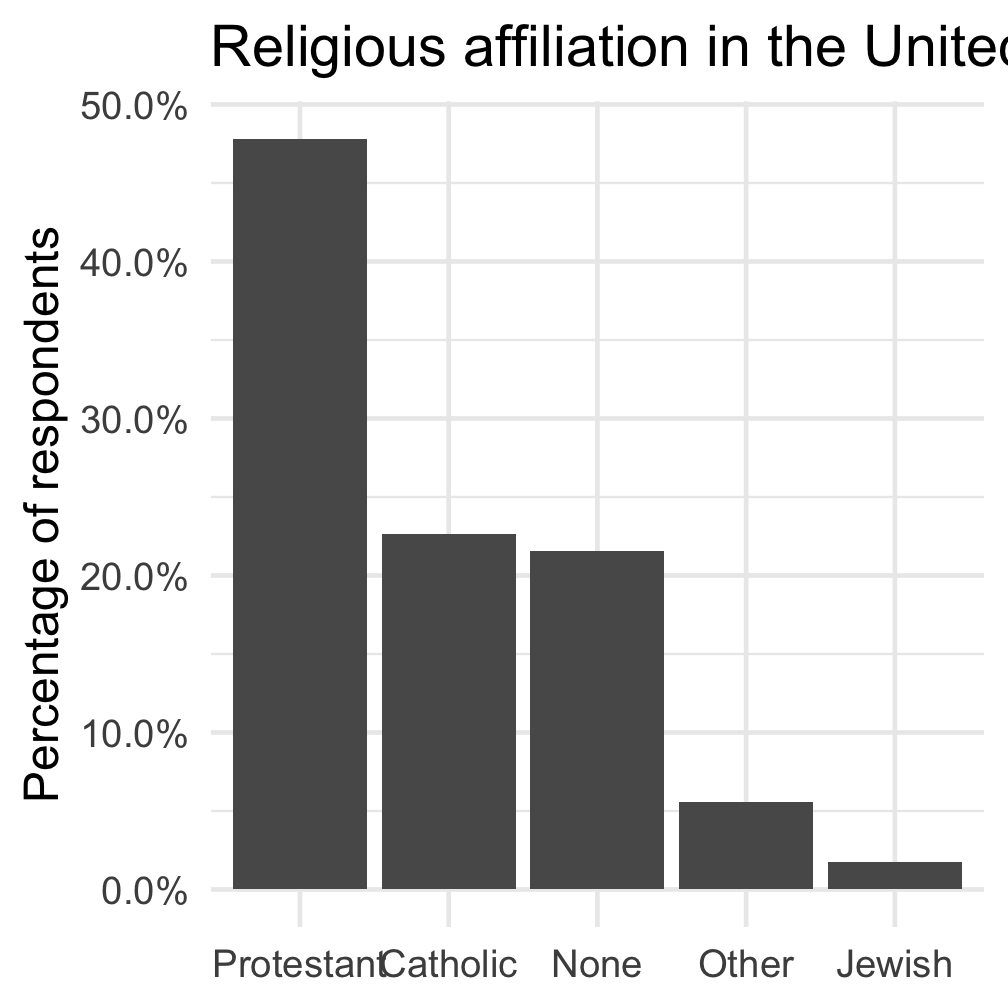 Religious affiliation in the United
50.0%
40.0%
30.0%
20.0%
10.0%
0.0%
Percentage of respondents
Protestant
Catholic
None
Other
Jewish